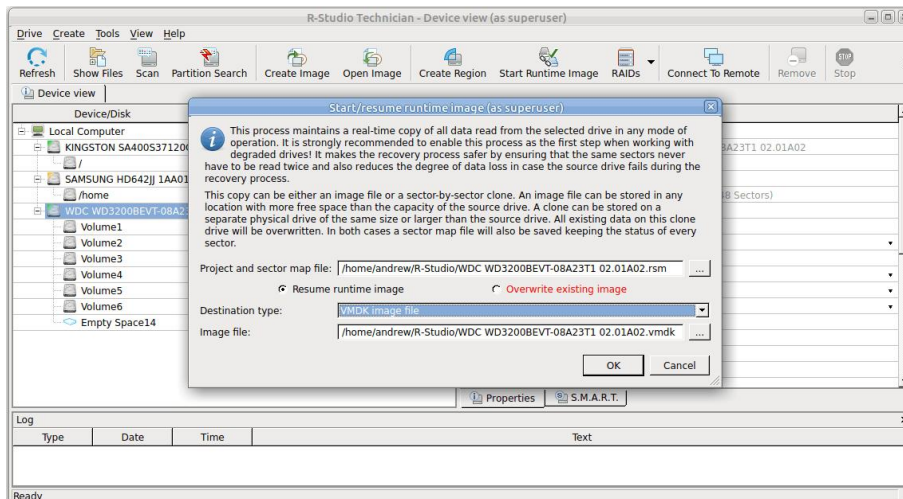 R-Studio Technician - Device view (as superuser)
Drive Create Tools View Help
Refresh Show Files Scan Partition Search Create Image Open Image Create Region Start Runtime Image RAIDs Connect To Remote Remove Stop
Device view
Device/Disk
Local Computer
KINGSTON SA400S37120
/
SAMSUNG HD642JJ 1AA01
/home
WDC WD3200BEVT-08A23
Volume1
Volume2
Volume3
Volume4
Volume5
Volume6
Empty Space14
Start/resume runtime image (as superuser)
This process maintains a real-time copy of all data read from the selected drive in any mode of
operation. It is strongly recommended to enable this process as the first step when working with
degraded drives! It makes the recovery process safer by ensuring that the same sectors never
have to be read twice and also reduces the degree of data loss in case the source drive fails during the
recovery process.
This copy can be either an image file or a sector-by-sector clone. An image file can be stored in any
location with more free space than the capacity of the source drive. A clone can be stored on a
separate physical drive of the same size or larger than the source drive. All existing data on this clone
drive will be overwritten. In both cases a sector map file will also be saved keeping the status of every
sector.
Project and sector map file: /home/andrew/R-Studio/WDC WD3200BEVT-08A23T1 02.01A02.rsm ...
Resume runtime image Overwrite existing image
Destination type: VMDK image file
Image file: /home/andrew/R-Studio/WDC WD3200BEVT-08A23T1 02.01A02.vmdk ...
OK Cancel
8A23T1 02.01A02
Sectors)
Properties S.M.A.R.T.
Log
Type Date Time Text
Ready